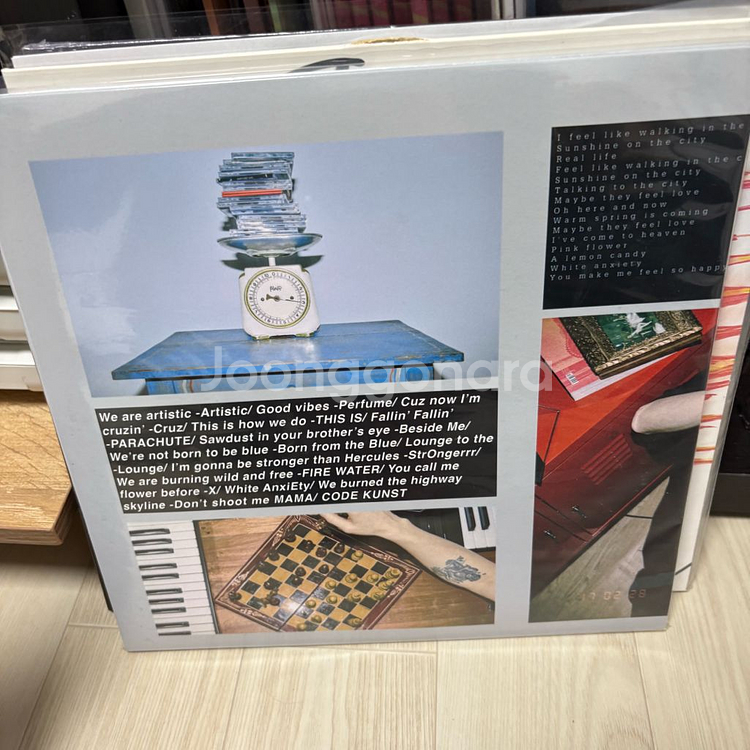 I feel like walking in the
Sunshine on the city
Real life
Feel like walking in the c
Sunshine on the city
Talking to the city
Maybe they feel love
Oh here and now
Warm spring is coming
Maybe they feel love
I've come to heaven
Pink flower
A lemon candy
White anxiety
You make me feel so happy
Joonggonara
We are artistic -Artistic/ Good vibes -Perfume/ Cuz now I'm
cruzin' -Cruz/ This is how we do -THIS IS/ Fallin' Fallin'
-PARACHUTE/ Sawdust in your brother's eye -Beside Me/
We're not born to be blue -Born from the Blue/ Lounge to the
-Lounge/ I'm gonna be stronger than Hercules -StrOngerrr/
We are burning wild and free -FIRE WATER/ You call me
flower before -X/ White AnxiEty/ We burned the highway
skyline -Don't shoot me MAMA/ CODE KUNST